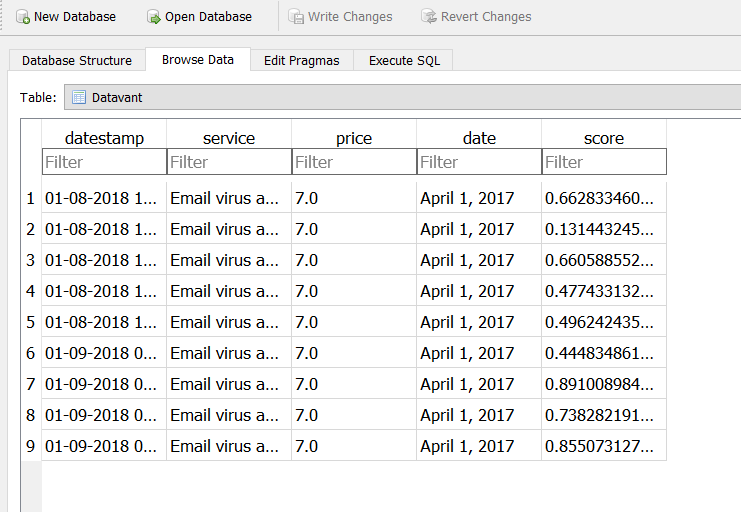 New Database Open Database Write Changes Revert Changes
Database Structure Browse Data Edit Pragmas Execute SQL
Table: Datavant
datestamp service price date score
Filter Filter Filter Filter Filter
1 01-08-2018 1... Email virus a... 7.0 April 1, 2017 0.662833460...
2 01-08-2018 1... Email virus a... 7.0 April 1, 2017 0.131443245...
3 01-08-2018 1... Email virus a... 7.0 April 1, 2017 0.660588552...
4 01-08-2018 1... Email virus a... 7.0 April 1, 2017 0.477433132...
5 01-08-2018 1... Email virus a... 7.0 April 1, 2017 0.496242435...
6 01-09-2018 0... Email virus a... 7.0 April 1, 2017 0.444834861...
7 01-09-2018 0... Email virus a... 7.0 April 1, 2017 0.891008984...
8 01-09-2018 0... Email virus a... 7.0 April 1, 2017 0.738282191...
9 01-09-2018 0... Email virus a... 7.0 April 1, 2017 0.855073127...